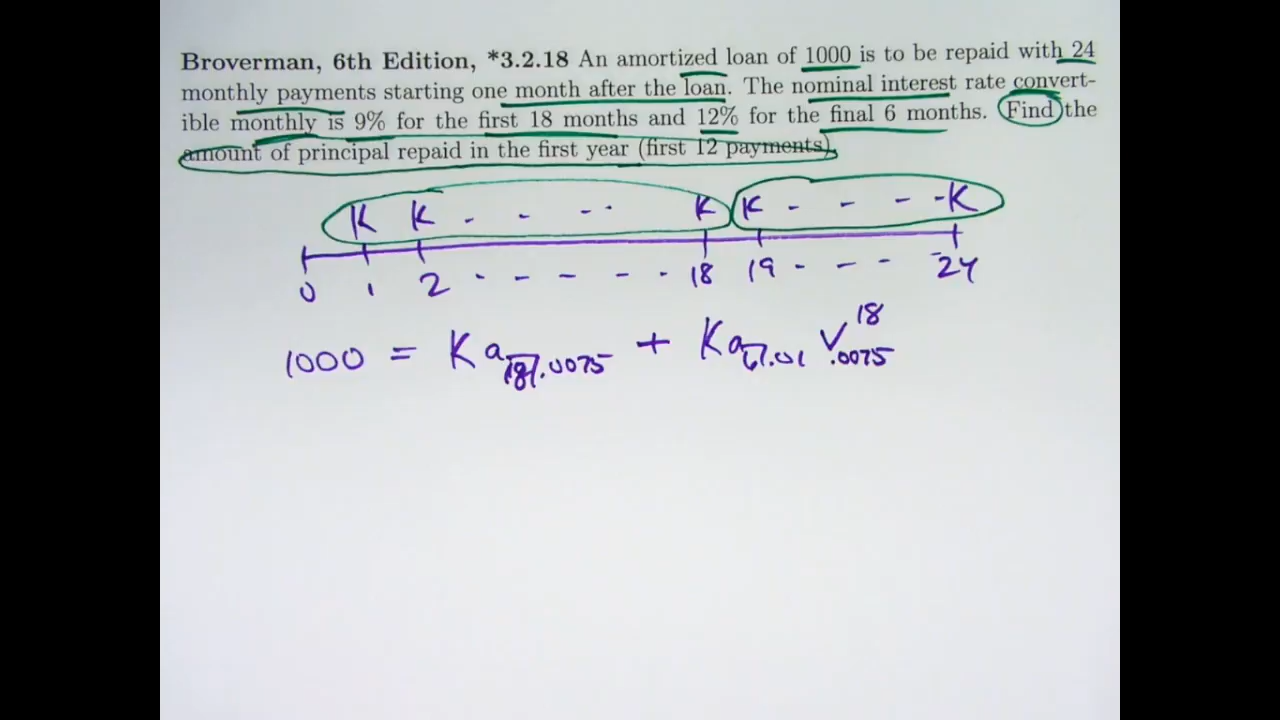 Broverman, 6th Edition, *3.2.18 An amortized loan of 1000 is to be repaid with 24
monthly payments starting one month after the loan. The nominal interest rate convert-
ible monthly is 9% for the first 18 months and 12% for the final 6 months. Find the
amount of principal repaid in the first year (first 12 payments).
K K - - - · K K - - - - K
0 1 2 · - - - · 18 19 - - - - 24
1000 = K a18⌉.0075 + K a6⌉.01 v.0075^18